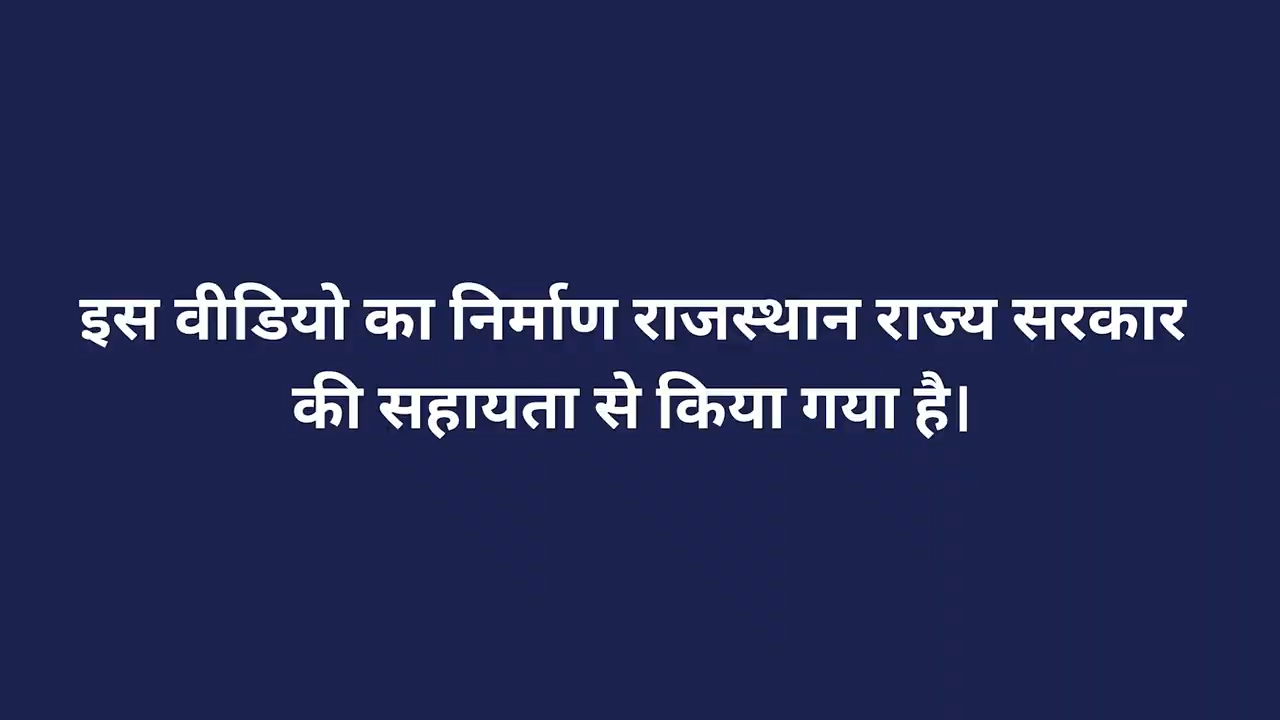 इस वीडियो का निर्माण राजस्थान राज्य सरकार
की सहायता से किया गया है।